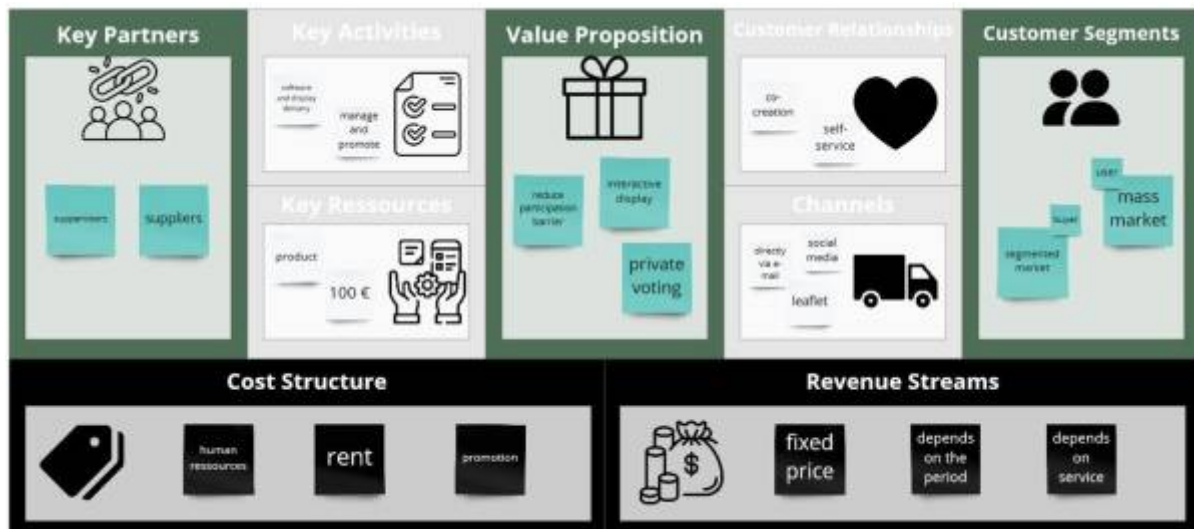 Key Partners
supervisors
suppliers
Key Activities
software
and display
delivery
manage
and
promote
Key Ressources
product
100 €
Value Proposition
reduce
participation
barrier
interactive
display
private
voting
Customer Relationships
co-
creation
self-
service
Channels
directly
via e-
mail
social
media
leaflet
Customer Segments
user
mass
market
buyer
segmented
market
Cost Structure
human
ressources
rent
promotion
Revenue Streams
$
fixed
price
depends
on the
period
depends
on
service